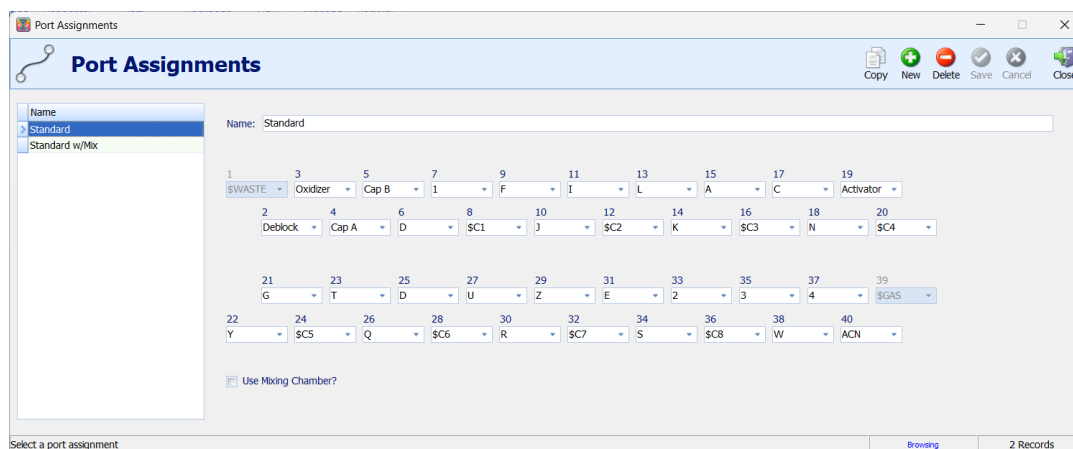 Port Assignments
Port Assignments
Copy New Delete Save Cancel Close
Name
Standard
Standard w/Mix
Name: Standard
1 3 5 7 9 11 13 15 17 19
$WASTE Oxidizer Cap B 1 F I L A C Activator
2 4 6 8 10 12 14 16 18 20
Deblock Cap A D $C1 J $C2 K $C3 N $C4
21 23 25 27 29 31 33 35 37 39
G T D U Z E 2 3 4 $GAS
22 24 26 28 30 32 34 36 38 40
Y $C5 Q $C6 R $C7 S $C8 W ACN
Use Mixing Chamber?
Select a port assignment
Browsing
2 Records